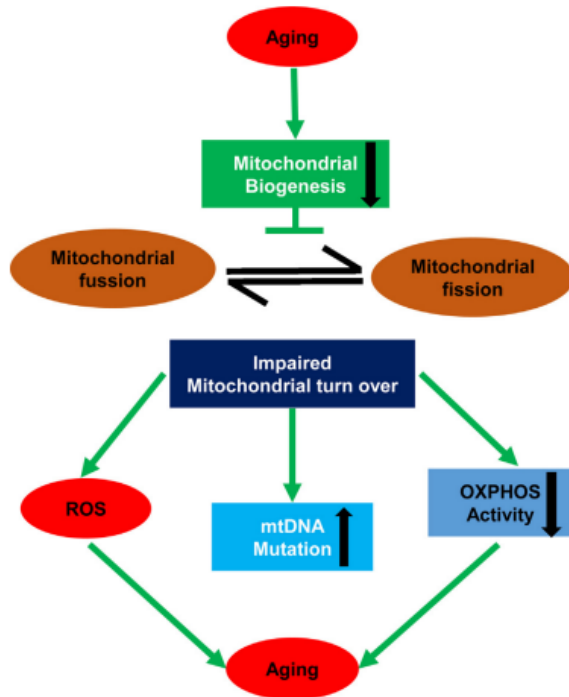 Aging
Mitochondrial
Biogenesis
Mitochondrial
fussion
Mitochondrial
fission
Impaired
Mitochondrial turn over
ROS
mtDNA
Mutation
OXPHOS
Activity
Aging